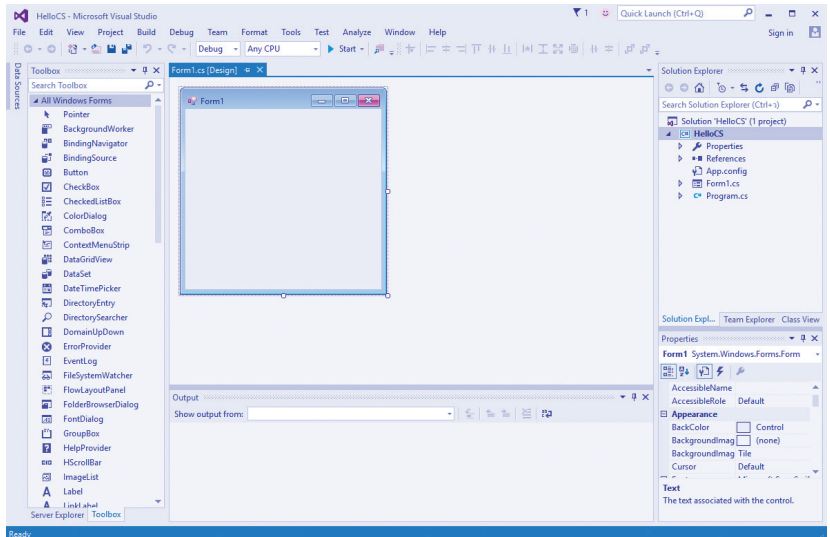 HelloCS - Microsoft Visual Studio
1
Quick Launch (Ctrl+Q)
File Edit View Project Build Debug Team Format Tools Test Analyze Window Help
Sign in
Debug Any CPU Start
Data Sources
Toolbox
Search Toolbox
All Windows Forms
Pointer
BackgroundWorker
BindingNavigator
BindingSource
Button
CheckBox
CheckedListBox
ColorDialog
ComboBox
ContextMenuStrip
DataGridView
DataSet
DateTimePicker
DirectoryEntry
DirectorySearcher
DomainUpDown
ErrorProvider
EventLog
FileSystemWatcher
FlowLayoutPanel
FolderBrowserDialog
FontDialog
GroupBox
HelpProvider
HScrollBar
ImageList
Label
LinkLabel
Server Explorer Toolbox
Form1.cs [Design]
Form1
Output
Show output from:
Solution Explorer
Search Solution Explorer (Ctrl+נ)
Solution 'HelloCS' (1 project)
HelloCS
Properties
References
App.config
Form1.cs
Program.cs
Solution Expl... Team Explorer Class View
Properties
Form1 System.Windows.Forms.Form
AccessibleName
AccessibleRole Default
Appearance
BackColor Control
BackgroundImag (none)
BackgroundImag Tile
Cursor Default
Text
The text associated with the control.
Ready